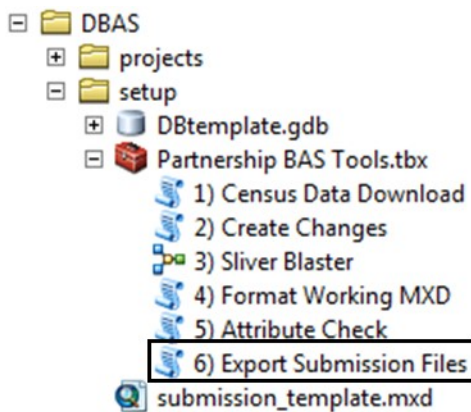 DBAS
projects
setup
DBtemplate.gdb
Partnership BAS Tools.tbx
1) Census Data Download
2) Create Changes
3) Sliver Blaster
4) Format Working MXD
5) Attribute Check
6) Export Submission Files
submission_template.mxd